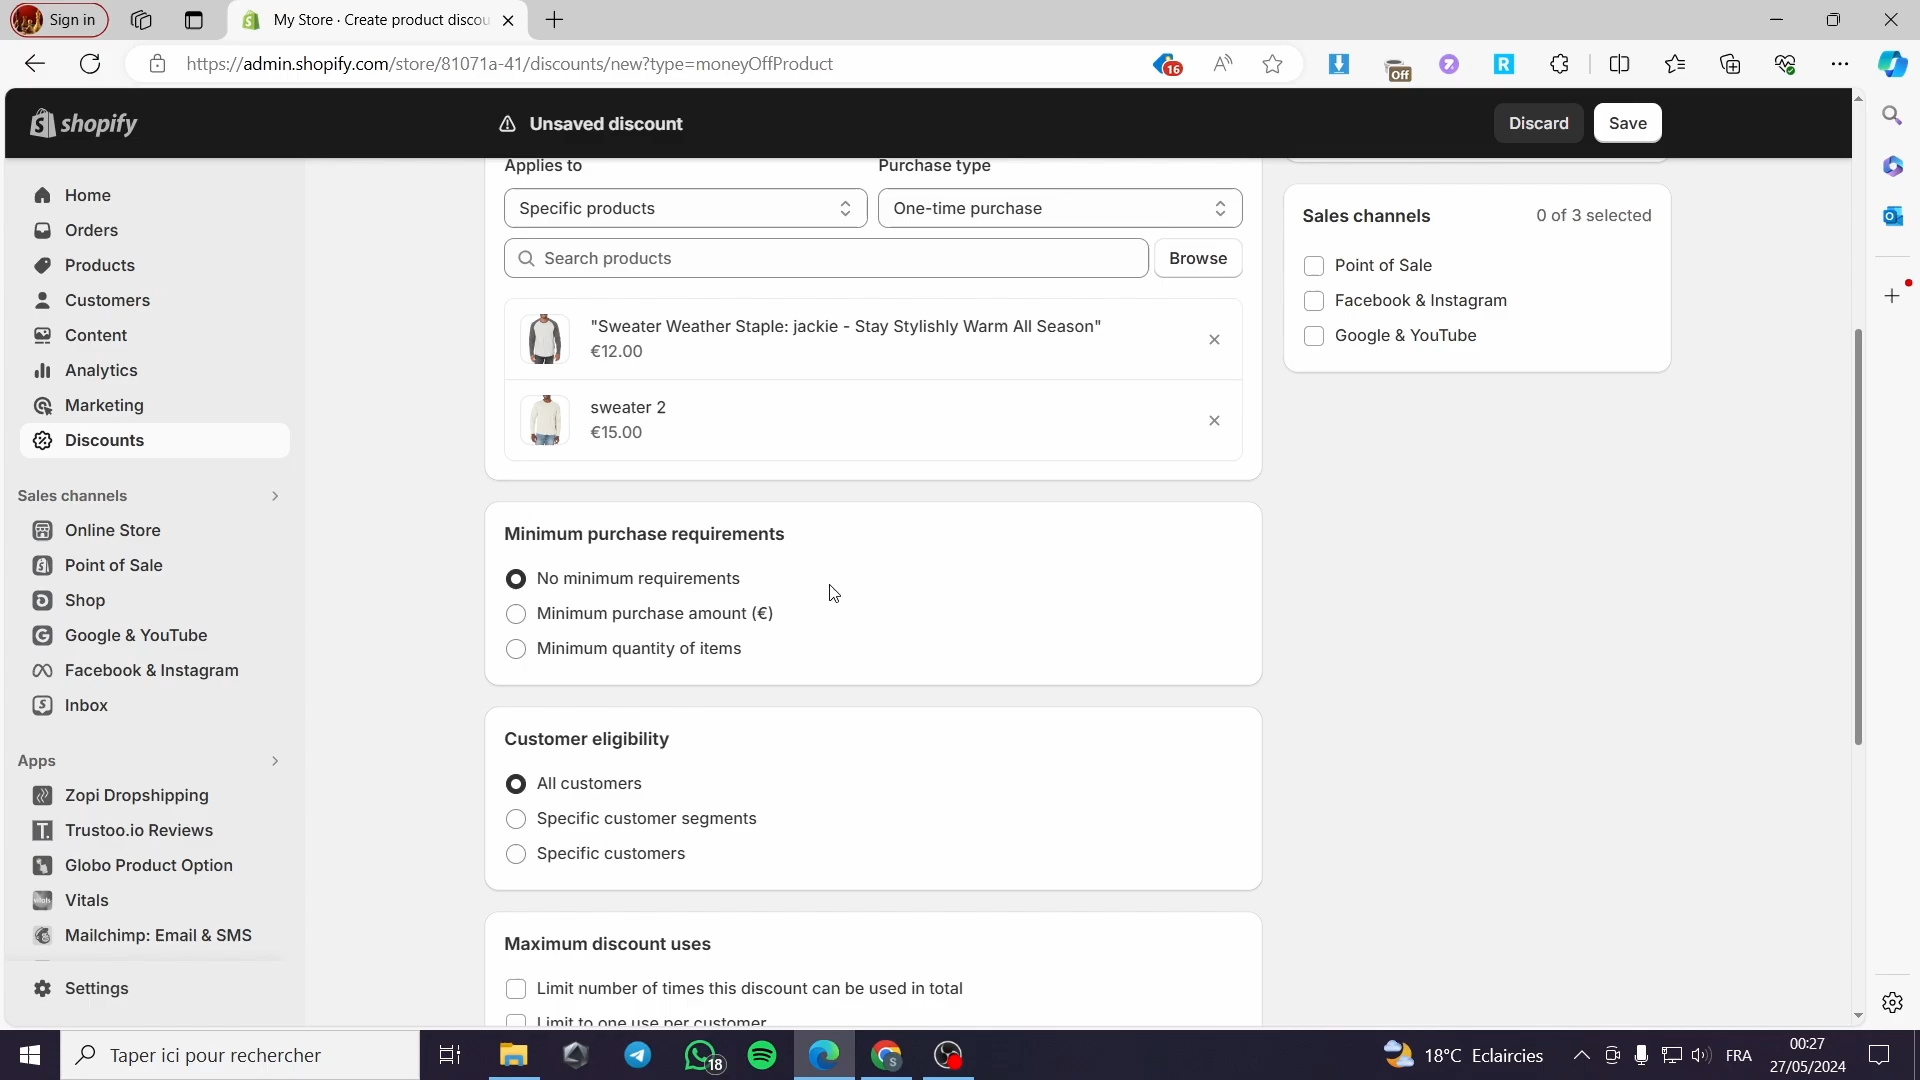 Sign in
My Store · Create product discou
https://admin.shopify.com/store/81071a-41/discounts/new?type=moneyOffProduct
16
Off
shopify
Unsaved discount
Discard
Save
Home
Orders
Products
Customers
Content
Analytics
Marketing
Discounts
Sales channels
Online Store
Point of Sale
Shop
Google & YouTube
Facebook & Instagram
Inbox
Apps
Zopi Dropshipping
Trustoo.io Reviews
Globo Product Option
Vitals
Mailchimp: Email & SMS
Settings
Applies to
Purchase type
Specific products
One-time purchase
Search products
Browse
"Sweater Weather Staple: jackie - Stay Stylishly Warm All Season"
€12.00
sweater 2
€15.00
Minimum purchase requirements
No minimum requirements
Minimum purchase amount (€)
Minimum quantity of items
Customer eligibility
All customers
Specific customer segments
Specific customers
Maximum discount uses
Limit number of times this discount can be used in total
Limit to one use per customer
Sales channels
0 of 3 selected
Point of Sale
Facebook & Instagram
Google & YouTube
Taper ici pour rechercher
18
18°C Eclaircies
FRA
00:27
27/05/2024